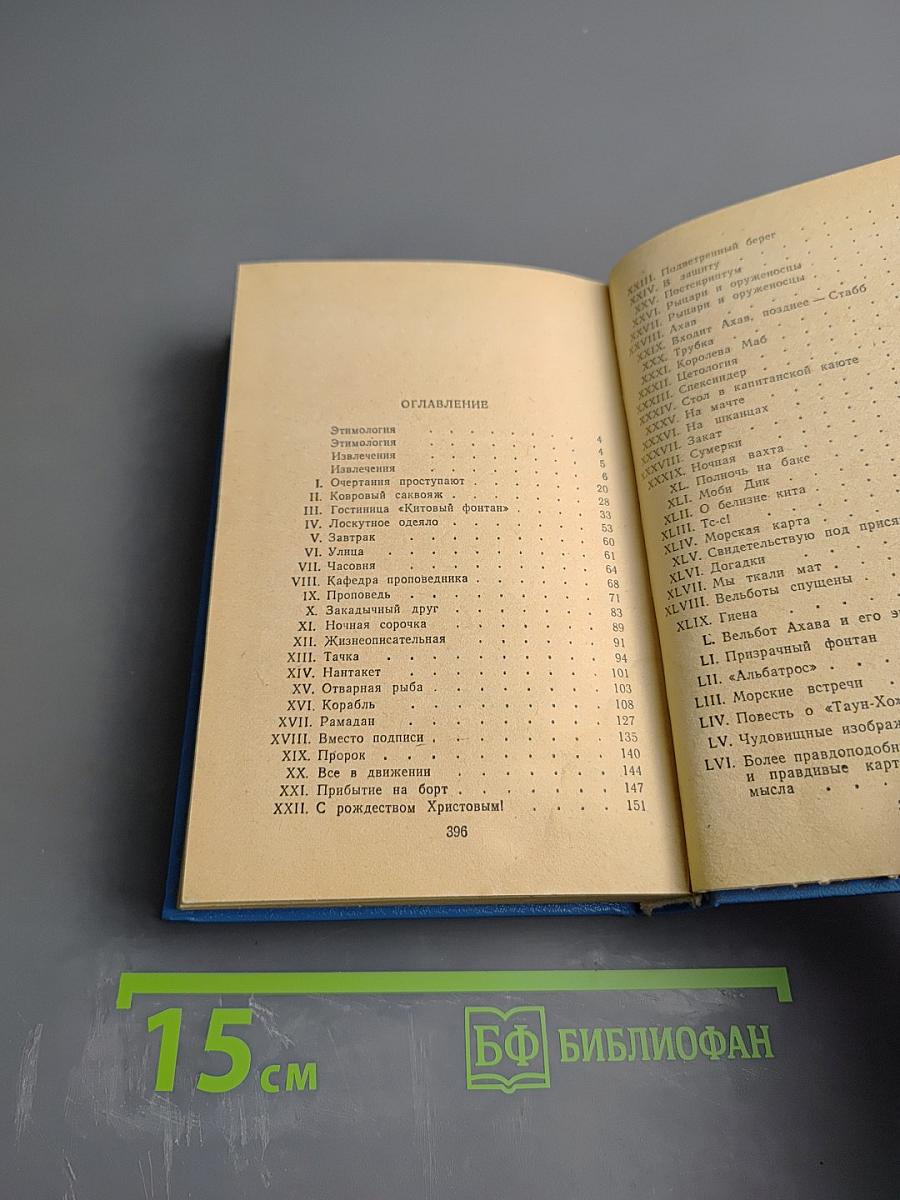 ОГЛАВЛЕНИЕ
Этимология . . . . . . . .
Этимология . . . . . . . . 4
Извлечения . . . . . . . . 4
Извлечения . . . . . . . . 5
I. Очертания проступают . . . . . 6
II. Ковровый саквояж . . . . . . 20
III. Гостиница «Китовый фонтан» . . . . 28
IV. Лоскутное одеяло . . . . . . 33
V. Завтрак . . . . . . . . 53
VI. Улица . . . . . . . . 60
VII. Часовня . . . . . . . . 61
VIII. Кафедра проповедника . . . . . 64
IX. Проповедь . . . . . . . 68
X. Закадычный друг . . . . . . 71
XI. Ночная сорочка . . . . . . 83
XII. Жизнеописательная . . . . . 89
XIII. Тачка . . . . . . . . 91
XIV. Нантакет . . . . . . . 94
XV. Отварная рыба . . . . . . 101
XVI. Корабль . . . . . . . 103
XVII. Рамадан . . . . . . . 108
XVIII. Вместо подписи . . . . . . 127
XIX. Пророк . . . . . . . . 135
XX. Все в движении . . . . . . 140
XXI. Прибытие на борт . . . . . . 144
XXII. С рождеством Христовым! . . . . 147
151
396
XXIII. Подветренный берег
XXIV. В защиту
XXV. Постскриптум
XXVI. Рыцари и оруженосцы
XXVII. Рыцари и оруженосцы
XXVIII. Ахав
XXIX. Входит Ахав, позднее — Стабб
XXX. Трубка
XXXI. Королева Маб
XXXII. Цетология
XXXIII. Спексиндер
XXXIV. Стол в капитанской каюте
XXXV. На мачте
XXXVI. На шканцах
XXXVII. Закат
XXXVIII. Сумерки
XXXIX. Ночная вахта
XL. Полночь на баке
XLI. Моби Дик
XLII. О белизне кита
XLIII. Тс-с!
XLIV. Морская карта
XLV. Свидетельствую под прися
XLVI. Догадки
XLVII. Мы ткали мат
XLVIII. Вельботы спущены
XLIX. Гиена
L. Вельбот Ахава и его э
LI. Призрачный фонтан
LII. «Альбатрос»
LIII. Морские встречи
LIV. Повесть о «Таун-Хо
LV. Чудовищные изображ
LVI. Более правдоподобн
и правдивые карт
мысла
15 см
БФ БИБЛИОФАН